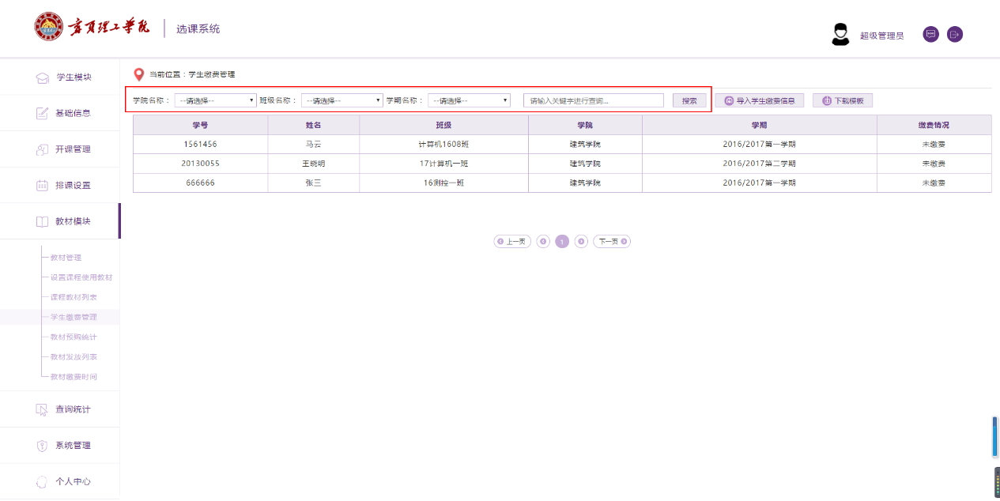 宁夏理工学院 选课系统 超级管理员
学生模块
基础信息
开课管理
排课设置
教材模块
教材管理
设置课程使用教材
课程教材列表
学生缴费管理
教材预购统计
教材发放列表
教材缴费时间
查询统计
系统管理
个人中心
当前位置：学生缴费管理
学院名称： --请选择-- 班级名称： --请选择-- 学期名称： --请选择-- 请输入关键字进行查询... 搜索 导入学生缴费信息 下载模板
学号 姓名 班级 学院 学期 缴费情况
1561456 马云 计算机1608班 建筑学院 2016/2017第一学期 未缴费
20130055 王晓明 17计算机一班 建筑学院 2016/2017第二学期 未缴费
666666 张三 16测控一班 建筑学院 2016/2017第一学期 未缴费
上一页 1 下一页